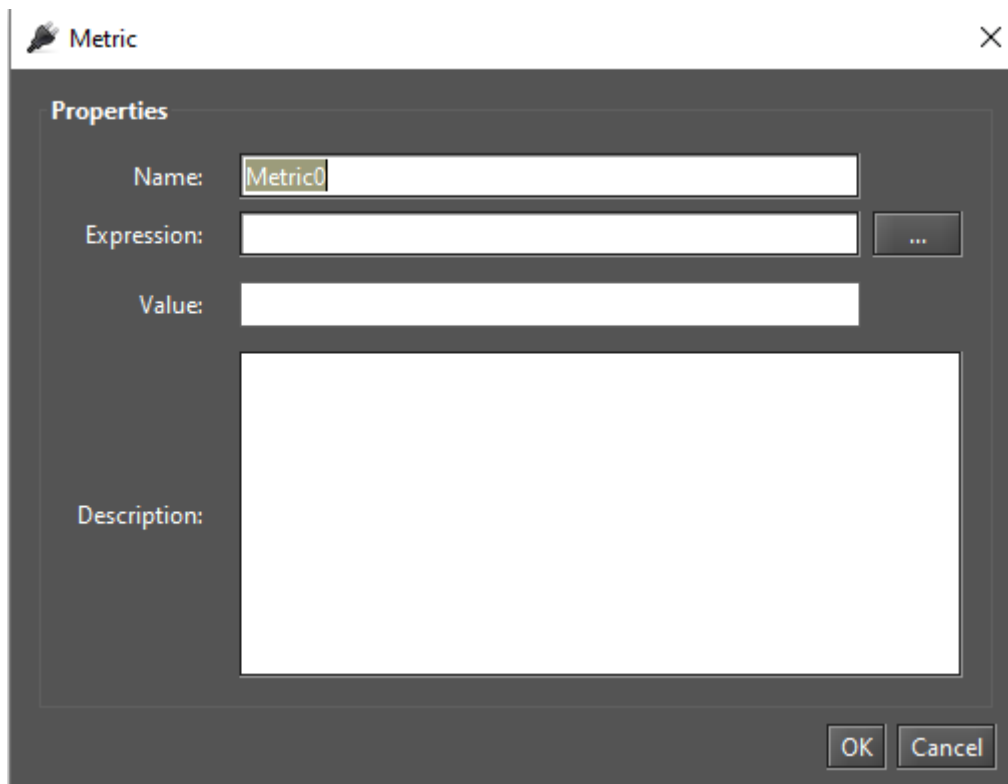 Metric
Properties
Name: Metric0
Expression: ...
Value:
Description:
OK Cancel